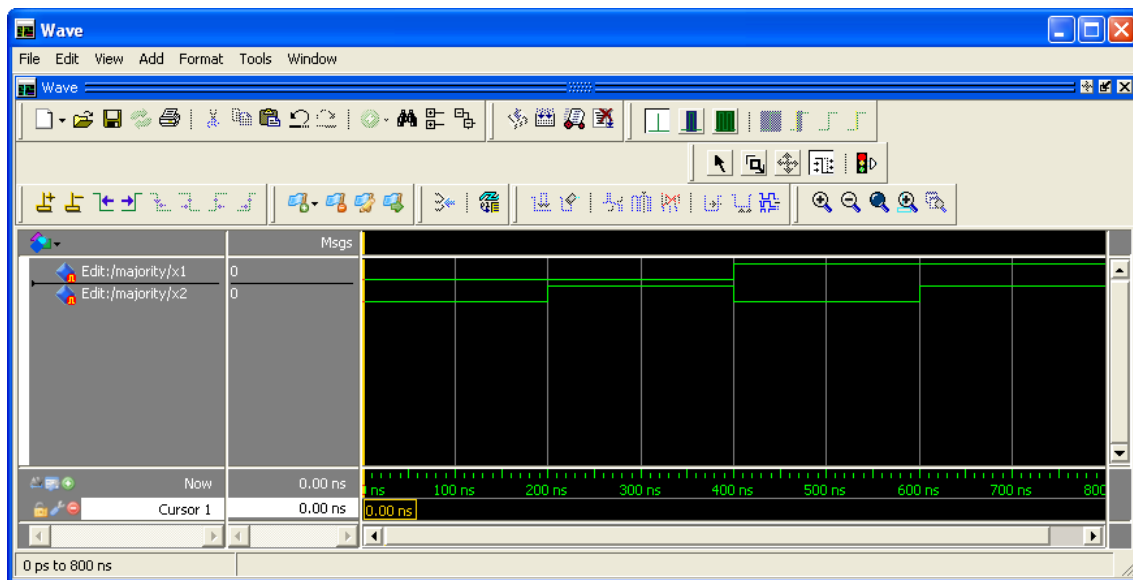 Wave
File Edit View Add Format Tools Window
Wave
Msgs
Edit:/majority/x1 0
Edit:/majority/x2 0
Now 0.00 ns
ns 100 ns 200 ns 300 ns 400 ns 500 ns 600 ns 700 ns 800
Cursor 1 0.00 ns 0.00 ns
0 ps to 800 ns